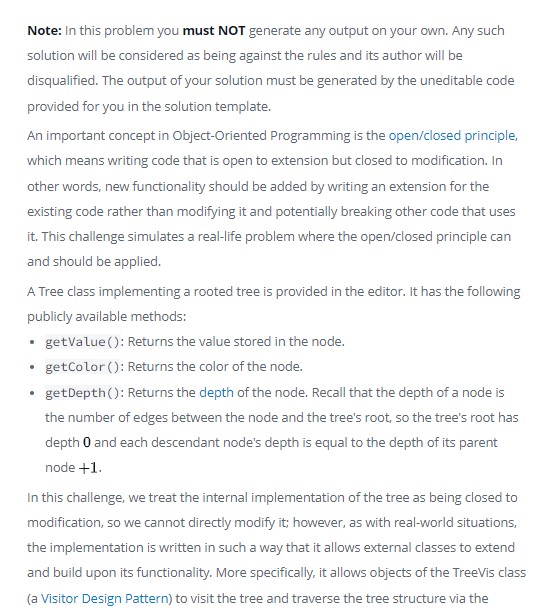 Note: In this problem you must NOT generate any output on your own. Any such
solution will be considered as being against the rules and its author will be
disqualified. The output of your solution must be generated by the uneditable code
provided for you in the solution template.
An important concept in Object-Oriented Programming is the open/closed principle,
which means writing code that is open to extension but closed to modification. In
other words, new functionality should be added by writing an extension for the
existing code rather than modifying it and potentially breaking other code that uses
it. This challenge simulates a real-life problem where the open/closed principle can
and should be applied.
A Tree class implementing a rooted tree is provided in the editor. It has the following
publicly available methods:
• getValue(): Returns the value stored in the node.
• getColor(): Returns the color of the node.
• getDepth(): Returns the depth of the node. Recall that the depth of a node is
the number of edges between the node and the tree's root, so the tree's root has
depth 0 and each descendant node's depth is equal to the depth of its parent
node +1.
In this challenge, we treat the internal implementation of the tree as being closed to
modification, so we cannot directly modify it; however, as with real-world situations,
the implementation is written in such a way that it allows external classes to extend
and build upon its functionality. More specifically, it allows objects of the TreeVis class
(a Visitor Design Pattern) to visit the tree and traverse the tree structure via the